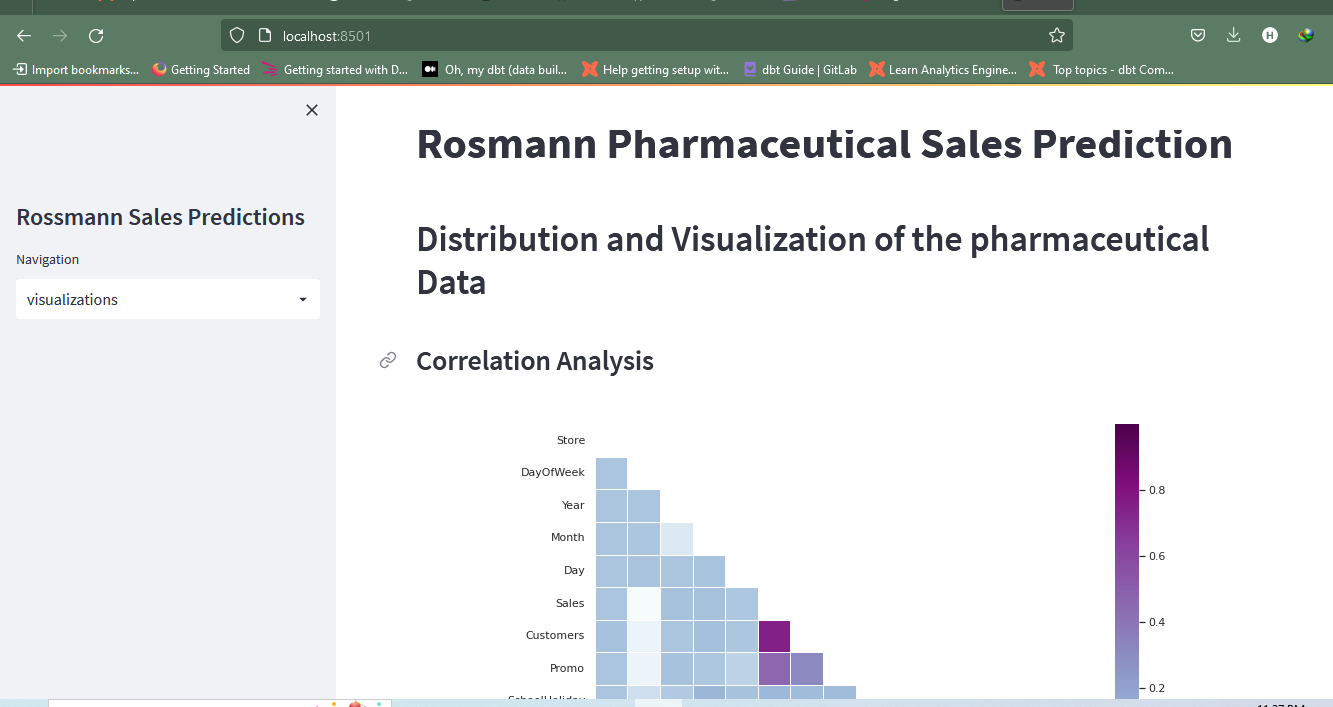 localhost:8501
H
Import bookmarks... Getting Started Getting started with D... Oh, my dbt (data buil... Help getting setup wit... dbt Guide | GitLab Learn Analytics Engine... Top topics - dbt Com...
Rosmann Pharmaceutical Sales Prediction
Rossmann Sales Predictions
Navigation
visualizations
Distribution and Visualization of the pharmaceutical
Data
Correlation Analysis
Store
DayOfWeek
Year
Month
Day
Sales
Customers
Promo
SchoolHoliday
0.8
0.6
0.4
0.2